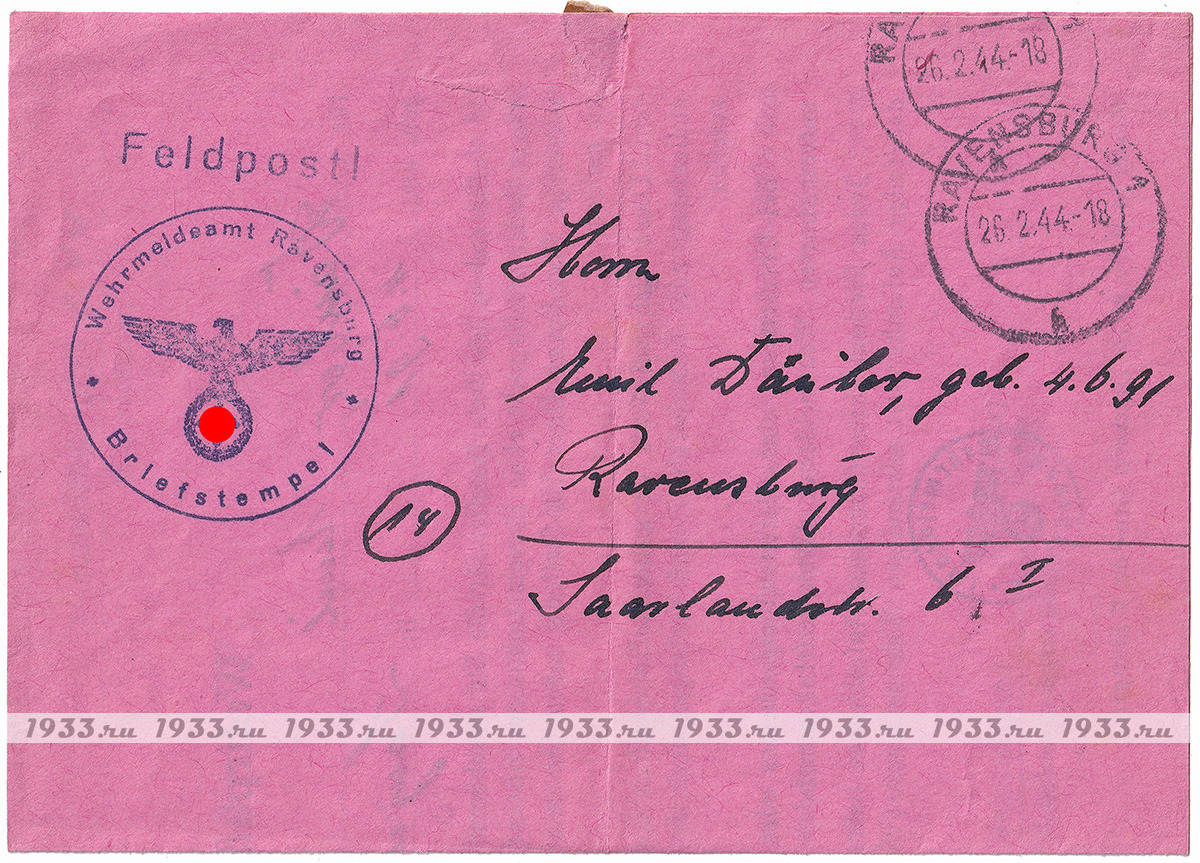 Feldpost!
Wehrmeldeamt Ravensburg
Briefstempel
RA
26.2.44.-18
RAVENSBURG 1
26.2.44.-18
A
Herrn
Emil Däuber, geb. 4.6.91
Ravensburg
14
Saarlandstr. 6 I
1933.ru 1933.ru 1933.ru 1933.ru 1933.ru 1933.ru 1933.ru 1933.ru 1933.ru